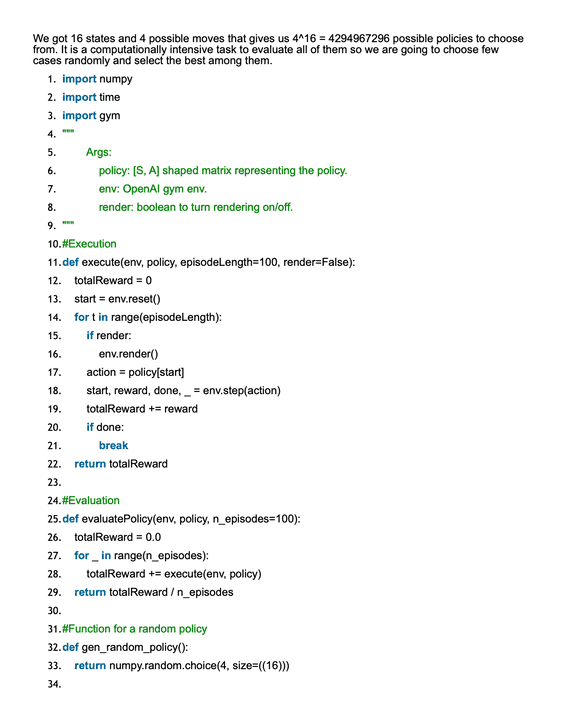 We got 16 states and 4 possible moves that gives us 4^16 = 4294967296 possible policies to choose
from. It is a computationally intensive task to evaluate all of them so we are going to choose few
cases randomly and select the best among them.
1. import numpy
2. import time
3. import gym
4. """
5. Args:
6. policy: [S, A] shaped matrix representing the policy.
7. env: OpenAI gym env.
8. render: boolean to turn rendering on/off.
9. """
10.#Execution
11.def execute(env, policy, episodeLength=100, render=False):
12. totalReward = 0
13. start = env.reset()
14. for t in range(episodeLength):
15. if render:
16. env.render()
17. action = policy[start]
18. start, reward, done, _ = env.step(action)
19. totalReward += reward
20. if done:
21. break
22. return totalReward
23.
24.#Evaluation
25.def evaluatePolicy(env, policy, n_episodes=100):
26. totalReward = 0.0
27. for _ in range(n_episodes):
28. totalReward += execute(env, policy)
29. return totalReward / n_episodes
30.
31.#Function for a random policy
32.def gen_random_policy():
33. return numpy.random.choice(4, size=((16)))
34.